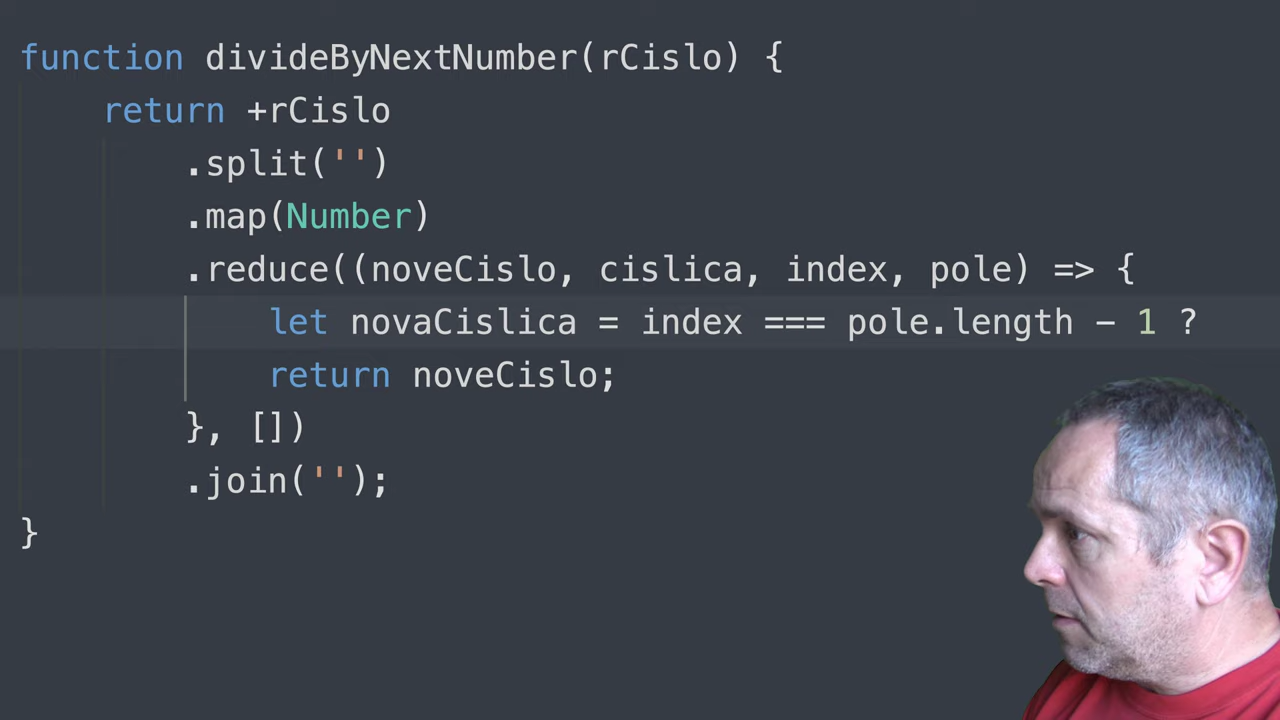 function divideByNextNumber(rCislo) {
return +rCislo
.split('')
.map(Number)
.reduce((noveCislo, cislica, index, pole) => {
let novaCislica = index === pole.length - 1 ?
return noveCislo;
}, [])
.join('');
}